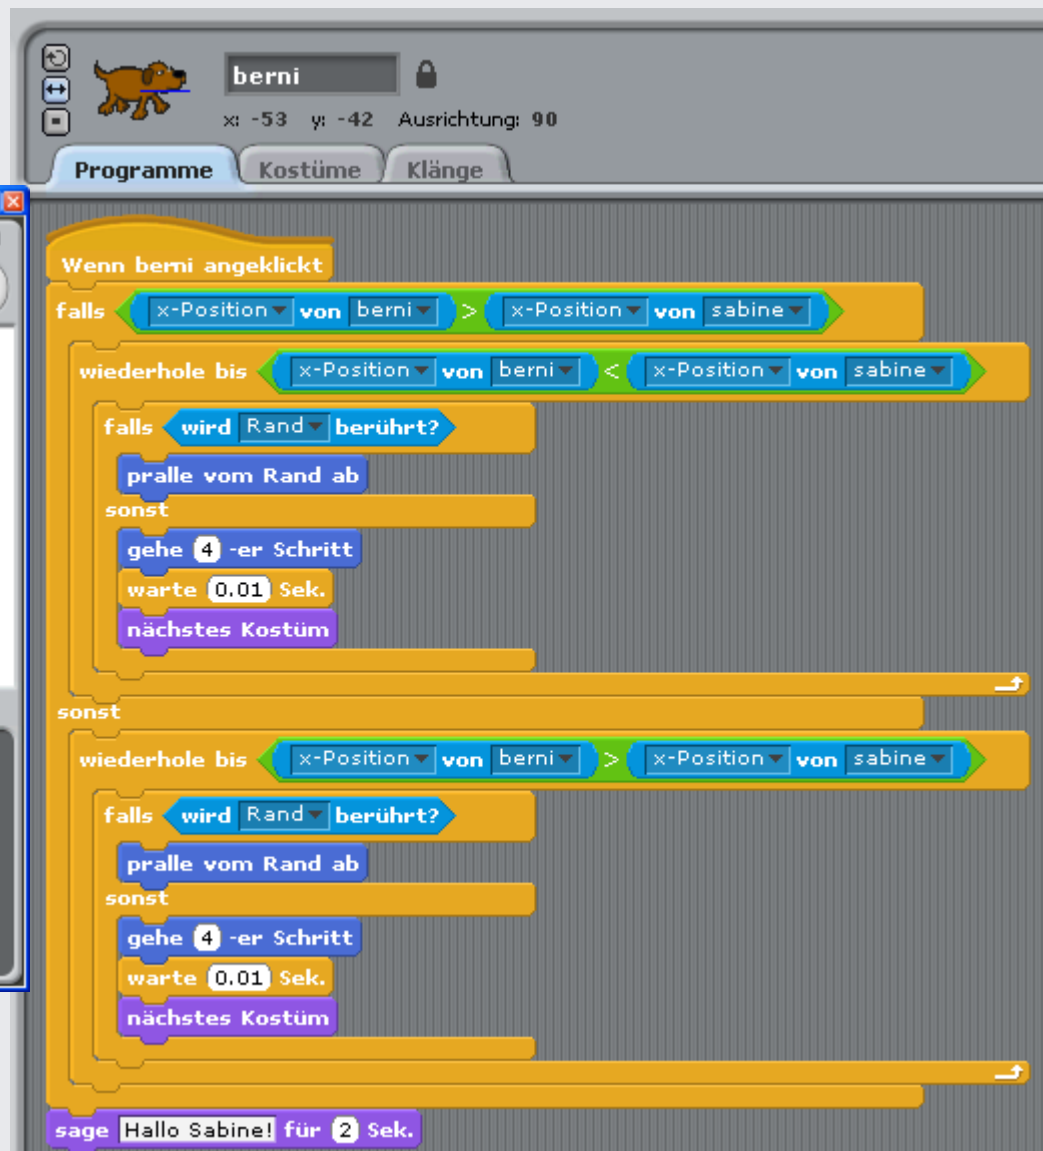 berni
x: -53 y: -42 Ausrichtung: 90
Programme Kostüme Klänge
Wenn berni angeklickt
falls x-Position von berni > x-Position von sabine
wiederhole bis x-Position von berni < x-Position von sabine
falls wird Rand berührt?
pralle vom Rand ab
sonst
gehe 4 -er Schritt
warte 0.01 Sek.
nächstes Kostüm
sonst
wiederhole bis x-Position von berni > x-Position von sabine
falls wird Rand berührt?
pralle vom Rand ab
sonst
gehe 4 -er Schritt
warte 0.01 Sek.
nächstes Kostüm
sage Hallo Sabine! für 2 Sek.